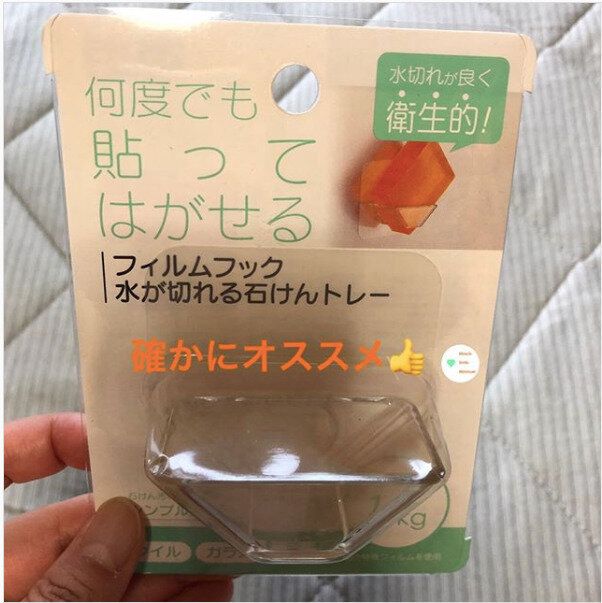 水切れが良く
衛生的!
何度でも
貼って
はがせる
フィルムフック
水が切れる石けんトレー
確かにオススメ👍
kg